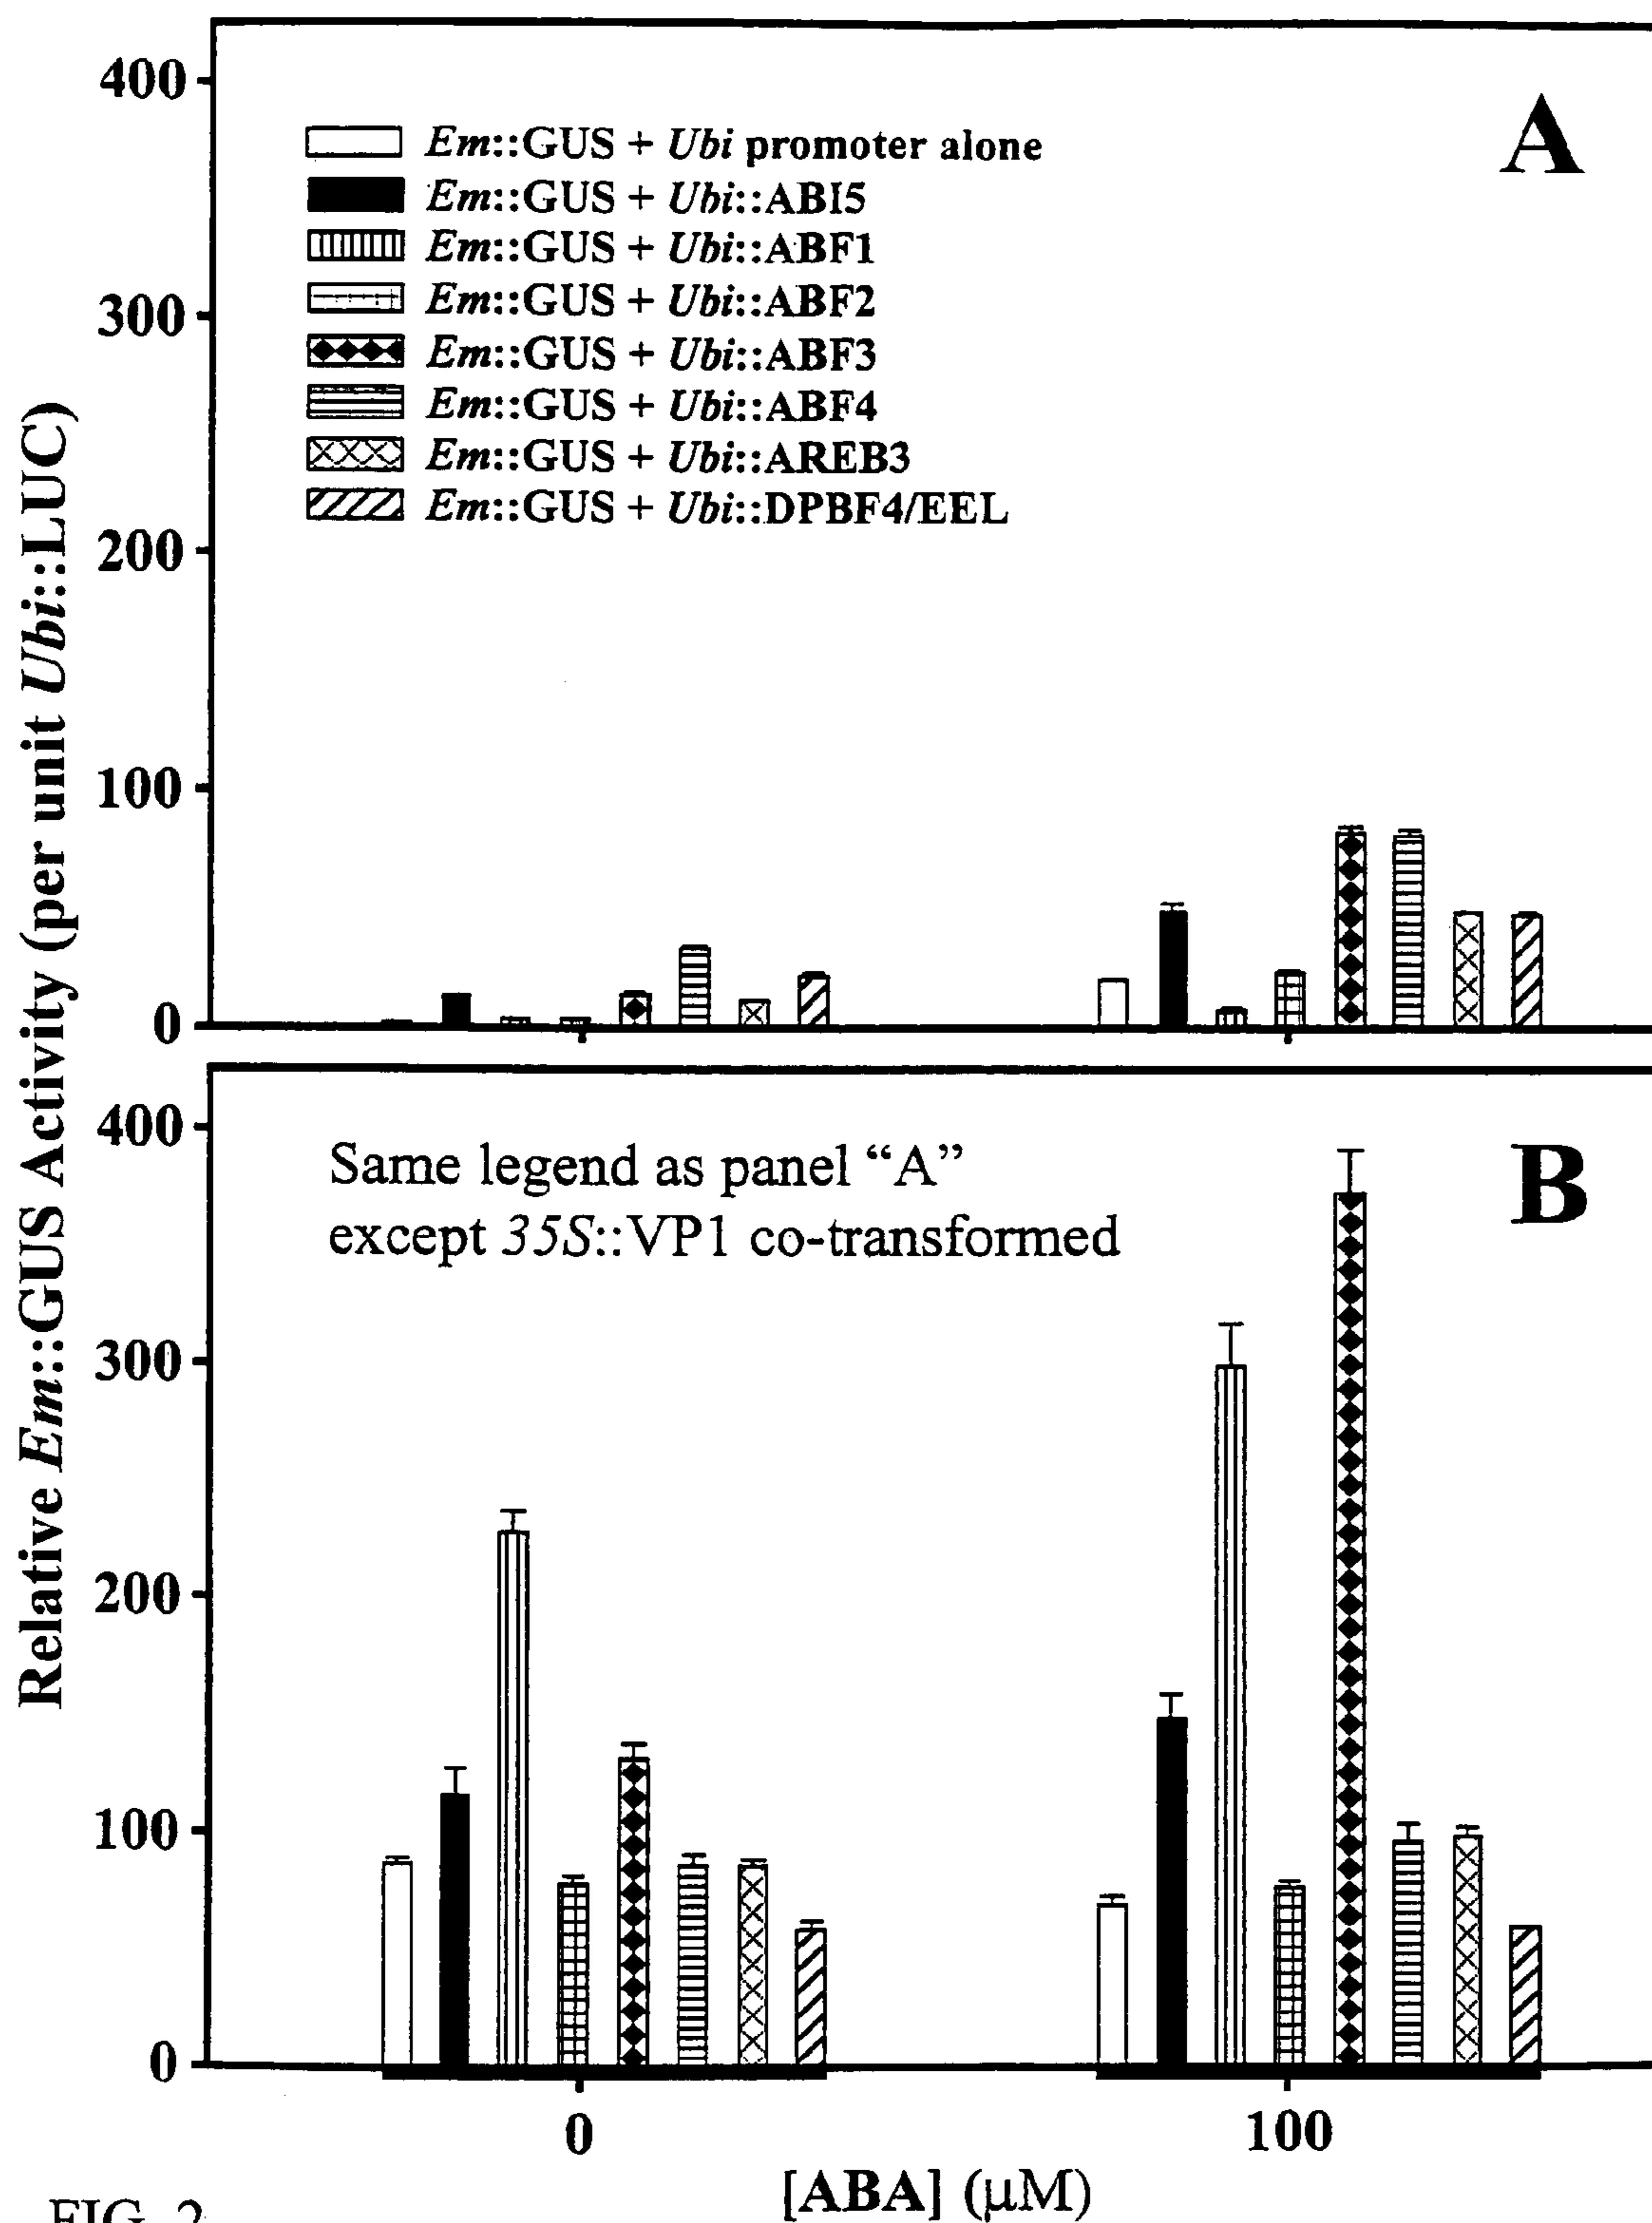 Relative Em::GUS Activity (per unit Ubi::LUC)
400
300
200
100
0
A
Em::GUS + Ubi promoter alone
Em::GUS + Ubi::ABI5
Em::GUS + Ubi::ABF1
Em::GUS + Ubi::ABF2
Em::GUS + Ubi::ABF3
Em::GUS + Ubi::ABF4
Em::GUS + Ubi::AREB3
Em::GUS + Ubi::DPBF4/EEL
400
300
200
100
0
B
Same legend as panel “A”
except 35S::VP1 co-transformed
0
100
[ABA] (μM)
FIG. 2